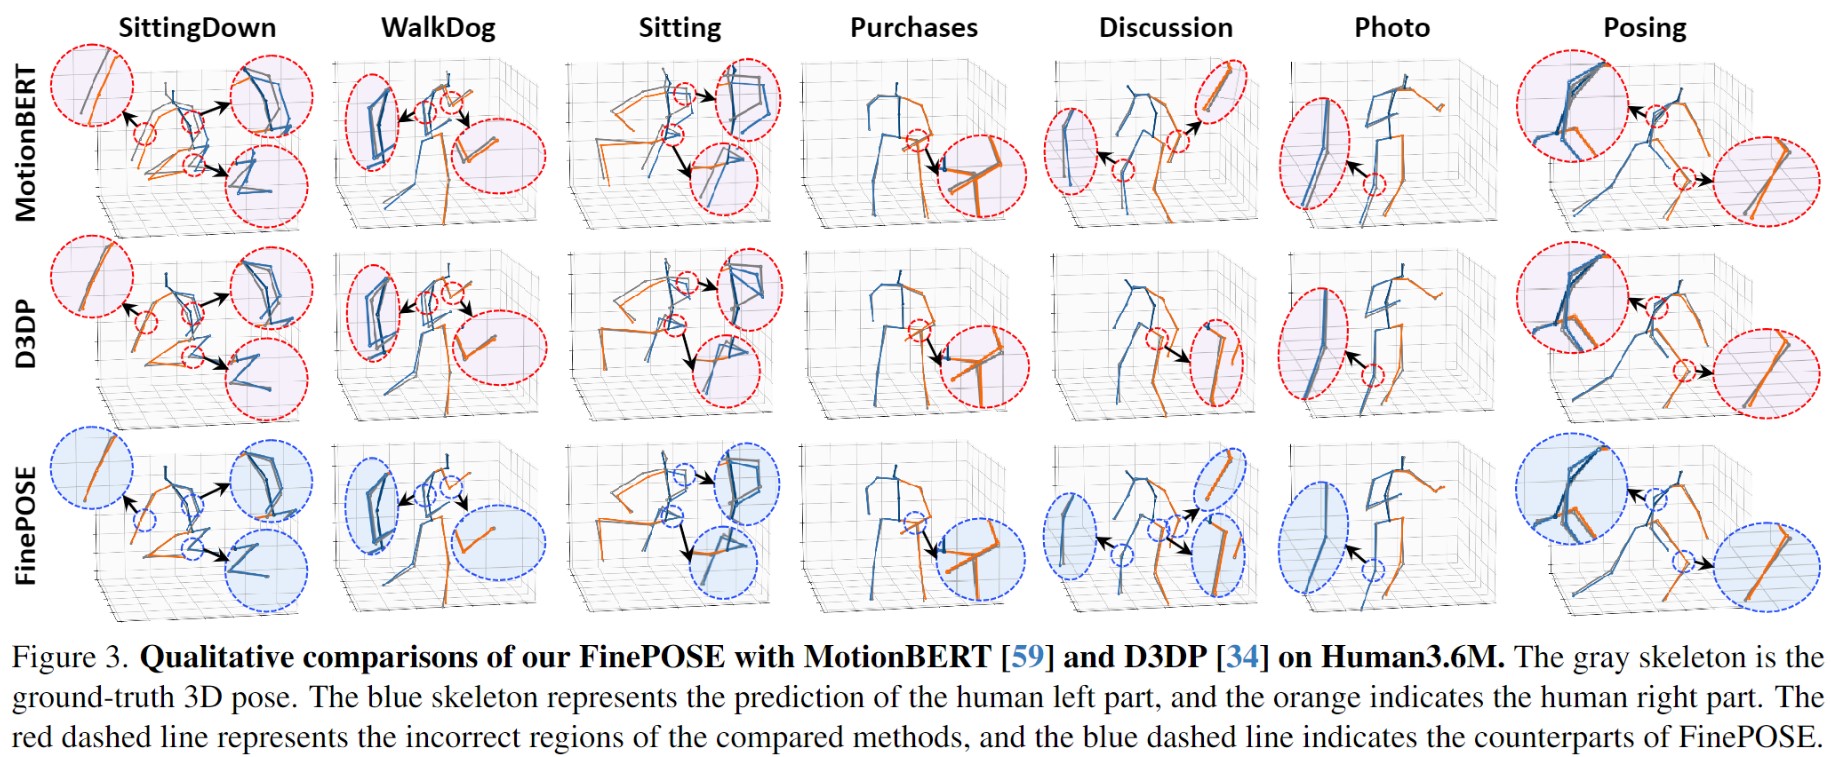 SittingDown WalkDog Sitting Purchases Discussion Photo Posing
MotionBERT
D3DP
FinePOSE
Figure 3. Qualitative comparisons of our FinePOSE with MotionBERT [59] and D3DP [34] on Human3.6M. The gray skeleton is the
ground-truth 3D pose. The blue skeleton represents the prediction of the human left part, and the orange indicates the human right part. The
red dashed line represents the incorrect regions of the compared methods, and the blue dashed line indicates the counterparts of FinePOSE.